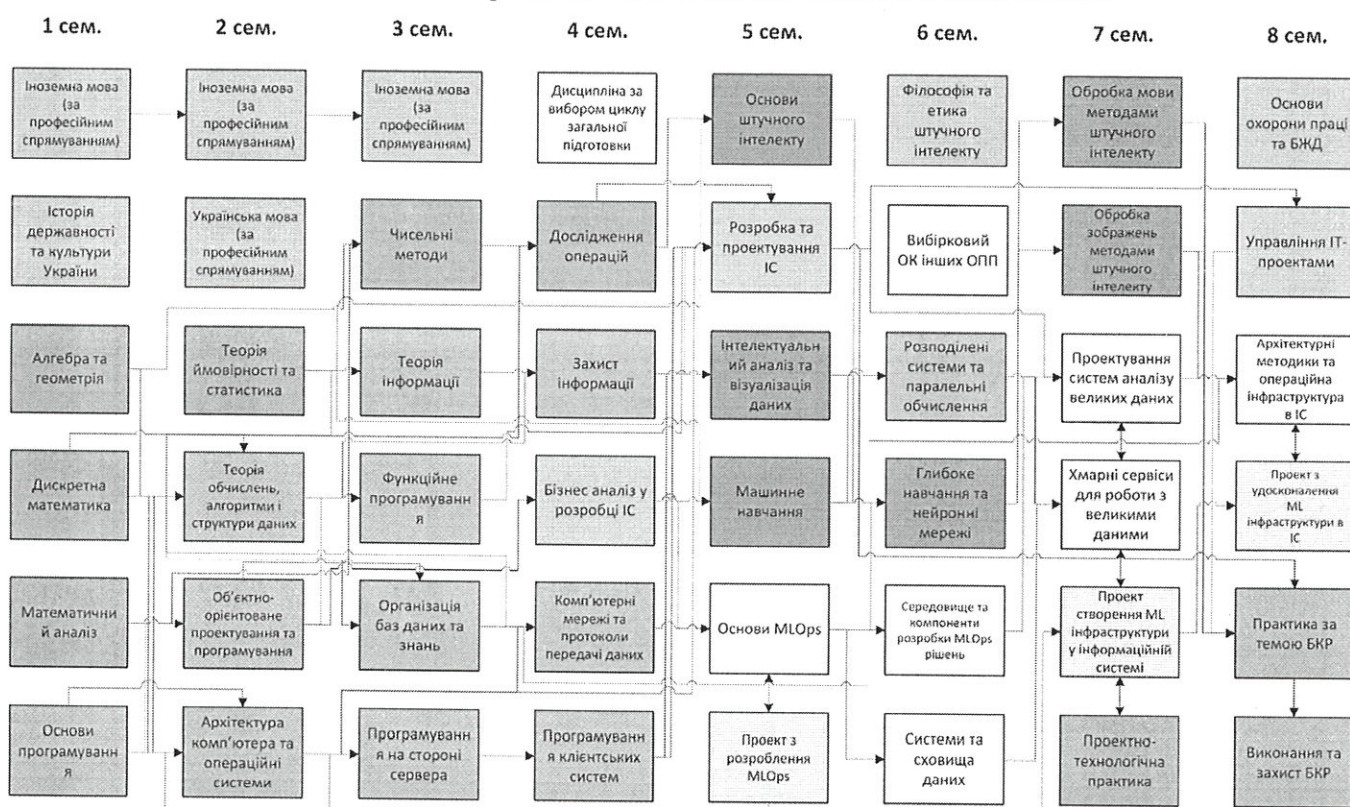 1 сем.
2 сем.
3 сем.
4 сем.
5 сем.
6 сем.
7 сем.
8 сем.
Іноземна мова
(за
професійним
спрямуванням)
Іноземна мова
(за
професійним
спрямуванням)
Іноземна мова
(за
професійним
спрямуванням)
Дисципліна за
вибором циклу
загальної
підготовки
Основи
штучного
інтелекту
Філософія та
етика
штучного
інтелекту
Обробка мови
методами
штучного
інтелекту
Основи
охорони праці
та БЖД
Історія
державності
та культури
України
Українська мова
(за
професійним
спрямуванням)
Чисельні
методи
Дослідження
операцій
Розробка та
проектування
ІС
Вибірковий
ОК інших ОПП
Обробка
зображень
методами
штучного
інтелекту
Управління ІТ-
проектами
Алгебра та
геометрія
Теорія
ймовірності та
статистика
Теорія
інформації
Захист
інформації
Інтелектуальн
ий аналіз та
візуалізація
даних
Розподілені
системи та
паралельні
обчислення
Проектування
систем аналізу
великих даних
Архітектурні
методики та
операційна
інфраструктура
в ІС
Дискретна
математика
Теорія
обчислень,
алгоритми і
структури даних
Функційне
програмуванн
я
Бізнес аналіз у
розробці ІС
Машинне
навчання
Глибоке
навчання та
нейронні
мережі
Хмарні сервіси
для роботи з
великими
даними
Проект з
удосконалення
ML
інфраструктури в
ІС
Математични
й аналіз
Об'єктно-
орієнтоване
проектування та
програмування
Організація
баз даних та
знань
Комп'ютерні
мережі та
протоколи
передачі даних
Основи MLOps
Середовище та
компоненти
розробки MLOps
рішень
Проект
створення ML
інфраструктури
у інформаційній
системі
Практика за
темою БКР
Основи
програмуванн
я
Архітектура
комп'ютера та
операційні
системи
Програмуванн
я на стороні
сервера
Програмуванн
я клієнтських
систем
Проект з
розроблення
MLOps
Системи та
сховища
даних
Проектно-
технологічна
практика
Виконання та
захист БКР